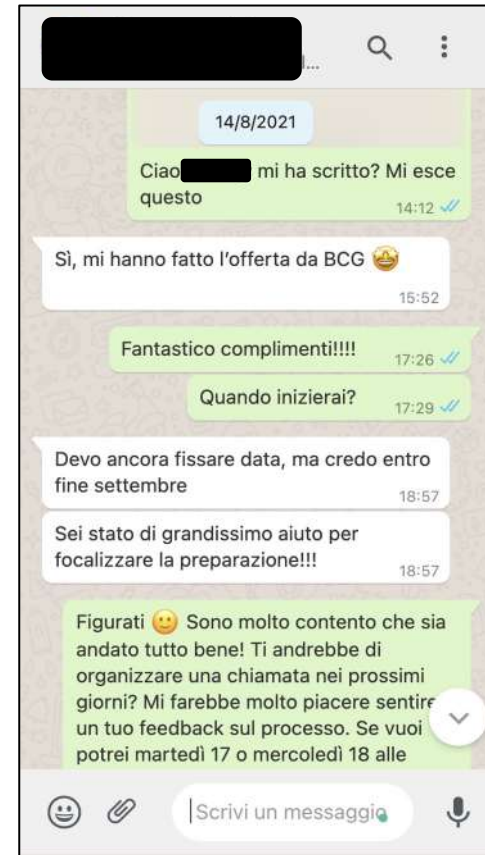 14/8/2021
Ciao mi ha scritto? Mi esce
questo
14:12
Sì, mi hanno fatto l'offerta da BCG 🤩
15:52
Fantastico complimenti!!!!
17:26
Quando inizierai?
17:29
Devo ancora fissare data, ma credo entro
fine settembre
18:57
Sei stato di grandissimo aiuto per
focalizzare la preparazione!!!
18:57
Figurati 🙂 Sono molto contento che sia
andato tutto bene! Ti andrebbe di
organizzare una chiamata nei prossimi
giorni? Mi farebbe molto piacere sentire
un tuo feedback sul processo. Se vuoi
potrei martedì 17 o mercoledì 18 alle
Scrivi un messaggio